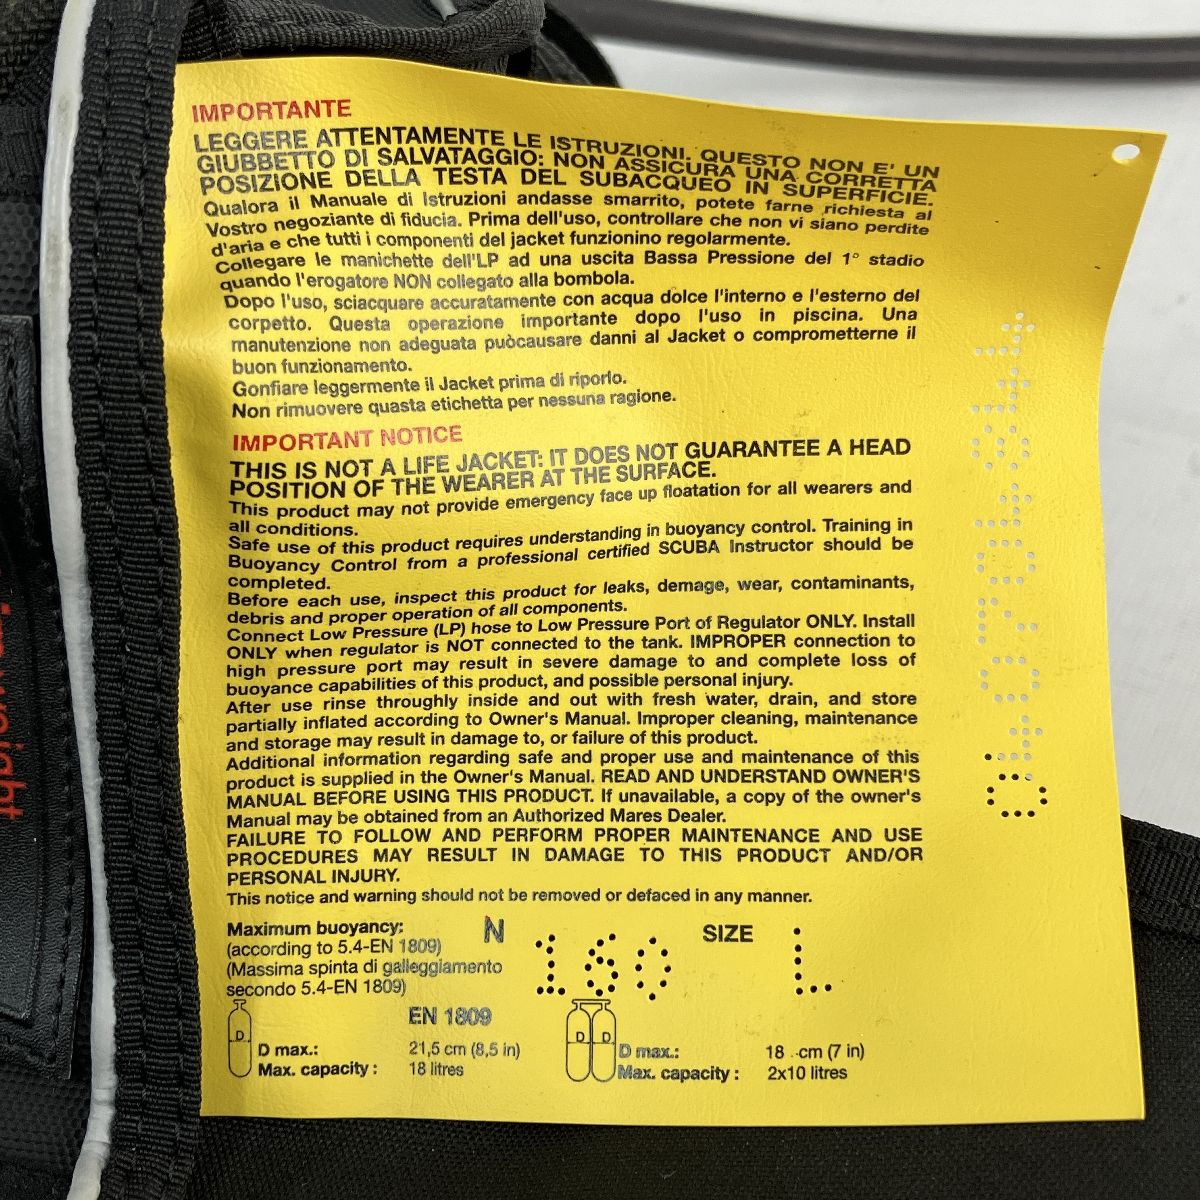 IMPORTANTE
LEGGERE ATTENTAMENTE LE ISTRUZIONI. QUESTO NON E' UN
GIUBBETTO DI SALVATAGGIO: NON ASSICURA UNA CORRETTA
POSIZIONE DELLA TESTA DEL SUBACQUEO IN SUPERFICIE.
Qualora il Manuale di Istruzioni andasse smarrito, potete farne richiesta al
Vostro negoziante di fiducia. Prima dell'uso, controllare che non vi siano perdite
d'aria e che tutti i componenti del jacket funzionino regolarmente.
Collegare le manichette dell'LP ad una uscita Bassa Pressione del 1° stadio
quando l'erogatore NON collegato alla bombola.
Dopo l'uso, sciacquare accuratamente con acqua dolce l'interno e l'esterno del
corpetto. Questa operazione importante dopo l'uso in piscina. Una
manutenzione non adeguata puòcausare danni al Jacket o comprometterne il
buon funzionamento.
Gonfiare leggermente il Jacket prima di riporlo.
Non rimuovere quasta etichetta per nessuna ragione.
IMPORTANT NOTICE
THIS IS NOT A LIFE JACKET: IT DOES NOT GUARANTEE A HEAD
POSITION OF THE WEARER AT THE SURFACE.
This product may not provide emergency face up floatation for all wearers and
all conditions.
Safe use of this product requires understanding in buoyancy control. Training in
Buoyancy Control from a professional certified SCUBA Instructor should be
completed.
Before each use, inspect this product for leaks, demage, wear, contaminants,
debris and proper operation of all components.
Connect Low Pressure (LP) hose to Low Pressure Port of Regulator ONLY. Install
ONLY when regulator is NOT connected to the tank. IMPROPER connection to
high pressure port may result in severe damage to and complete loss of
buoyance capabilities of this product, and possible personal injury.
After use rinse throughly inside and out with fresh water, drain, and store
partially inflated according to Owner's Manual. Improper cleaning, maintenance
and storage may result in damage to, or failure of this product.
Additional information regarding safe and proper use and maintenance of this
product is supplied in the Owner's Manual. READ AND UNDERSTAND OWNER'S
MANUAL BEFORE USING THIS PRODUCT. If unavailable, a copy of the owner's
Manual may be obtained from an Authorized Mares Dealer.
FAILURE TO FOLLOW AND PERFORM PROPER MAINTENANCE AND USE
PROCEDURES MAY RESULT IN DAMAGE TO THIS PRODUCT AND/OR
PERSONAL INJURY.
This notice and warning should not be removed or defaced in any manner.
Maximum buoyancy: N 160 SIZE L
(according to 5.4-EN 1809)
(Massima spinta di galleggiamento
secondo 5.4-EN 1809)
EN 1809
D D D
D max.: 21,5 cm (8,5 in) D max.: 18 cm (7 in)
Max. capacity : 18 litres Max. capacity : 2x10 litres